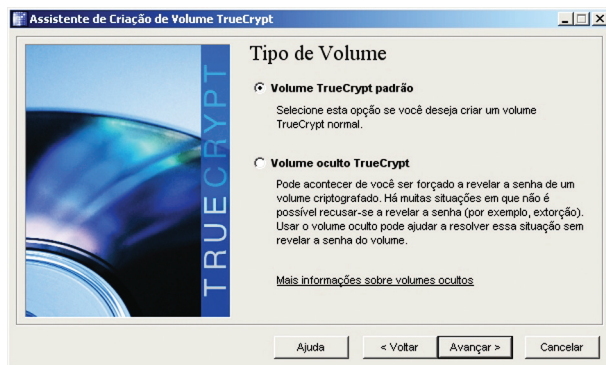 Assistente de Criação de Volume TrueCrypt
TRUECRYPT
Tipo de Volume
Volume TrueCrypt padrão
Selecione esta opção se você deseja criar um volume
TrueCrypt normal.
Volume oculto TrueCrypt
Pode acontecer de você ser forçado a revelar a senha de um
volume criptografado. Há muitas situações em que não é
possível recusar-se a revelar a senha (por exemplo, extorção).
Usar o volume oculto pode ajudar a resolver essa situação sem
revelar a senha do volume.
Mais informações sobre volumes ocultos
Ajuda < Voltar Avançar > Cancelar